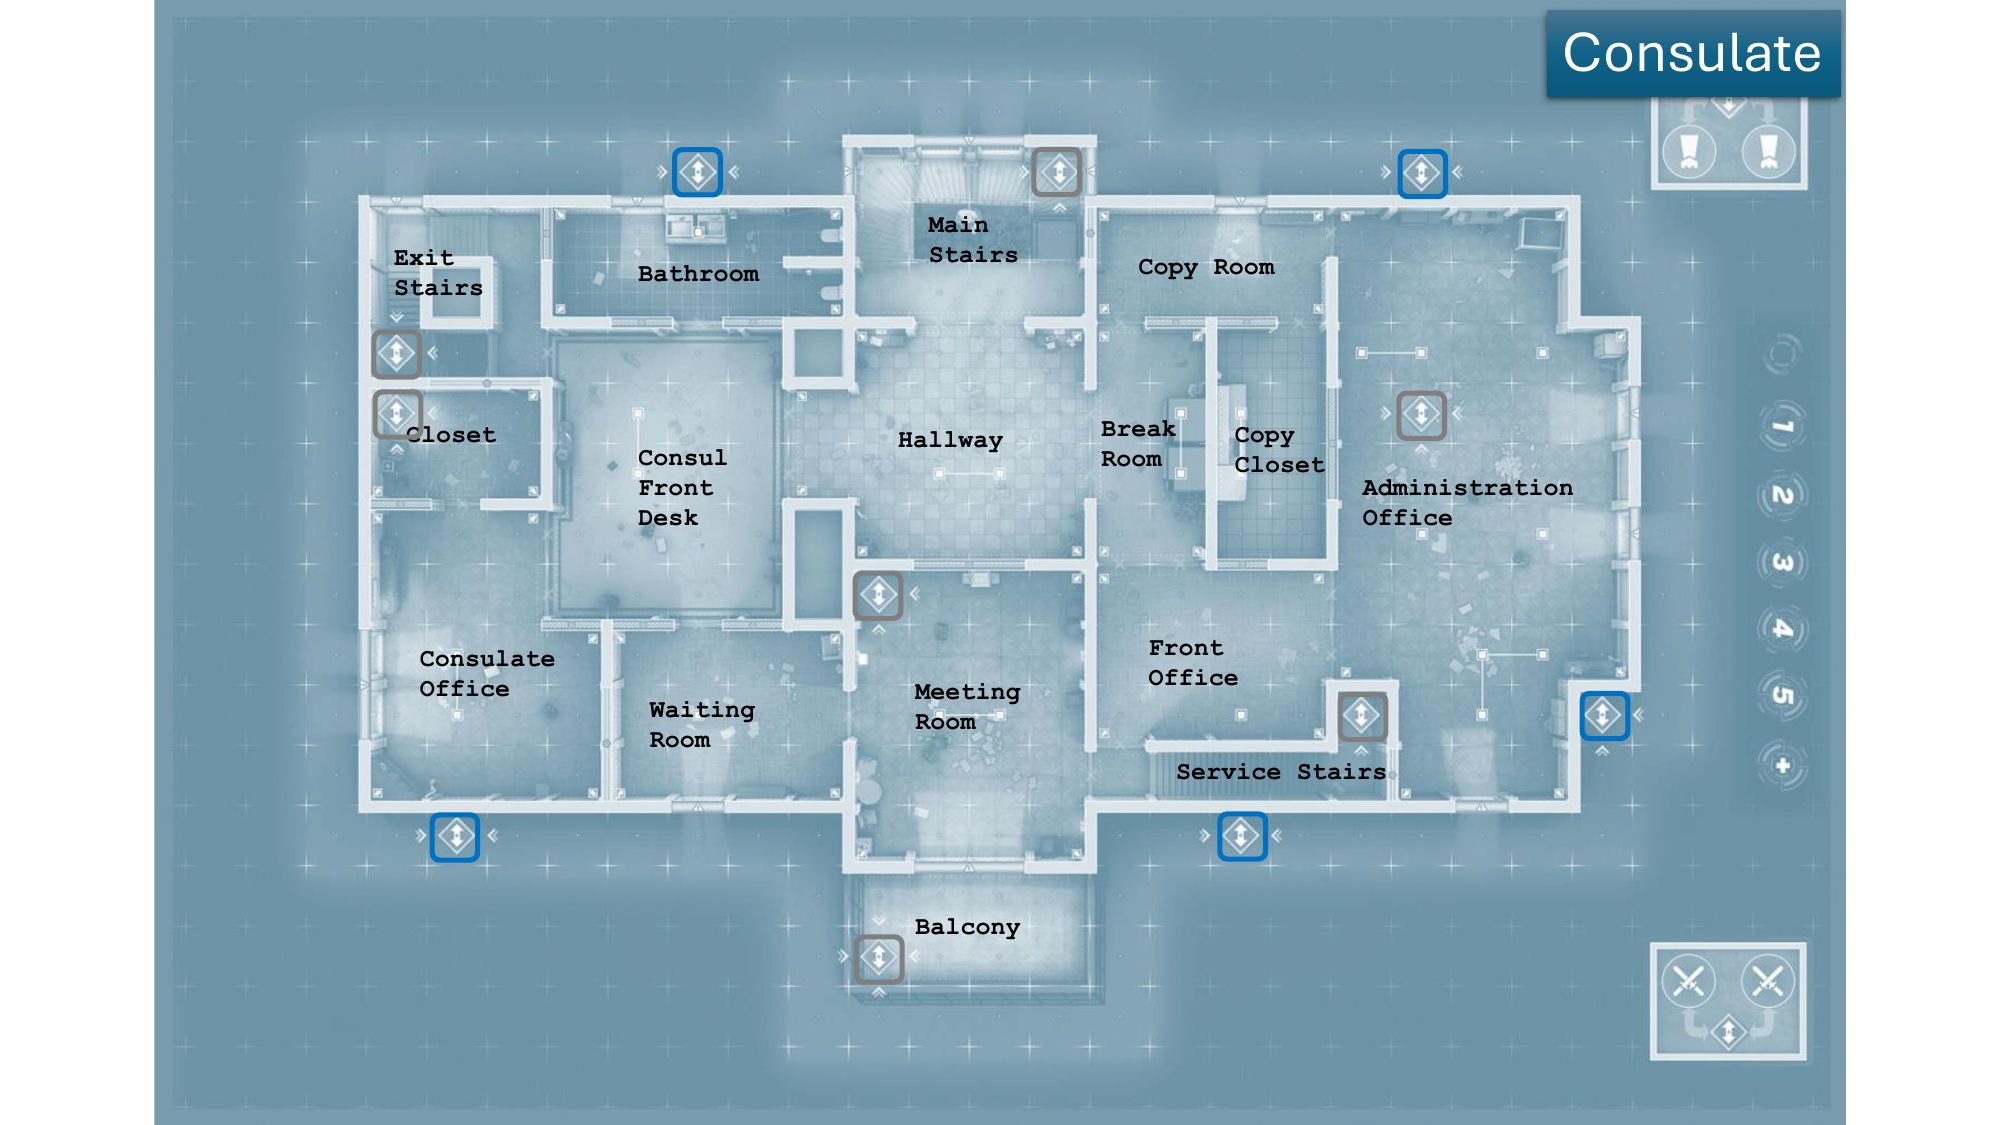 Consulate
Main
Stairs
Exit
Stairs
Bathroom
Copy Room
Closet
Consul
Front
Desk
Hallway
Break
Room
Copy
Closet
Administration
Office
1
2
3
4
5
+
Consulate
Office
Waiting
Room
Meeting
Room
Front
Office
Service Stairs
Balcony